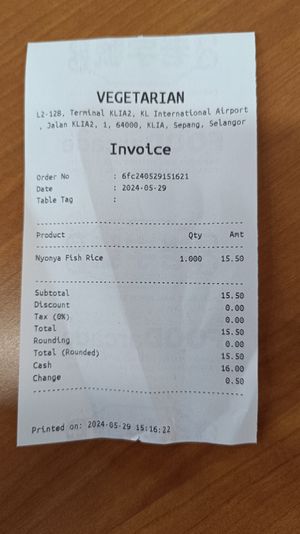 VEGETARIAN
L2-12B, Terminal KLIA2, KL International Airport
, Jalan KLIA2, 1, 64000, KLIA, Sepang, Selangor
Invoice
Order No : 6fc240529151621
Date : 2024-05-29
Table Tag :
Product Qty Amt
Nyonya Fish Rice 1.000 15.50
Subtotal 15.50
Discount 0.00
Tax (0%) 0.00
Total 15.50
Rounding 0.00
Total (Rounded) 15.50
Cash 16.00
Change 0.50
Printed on: 2024-05-29 15:16:22